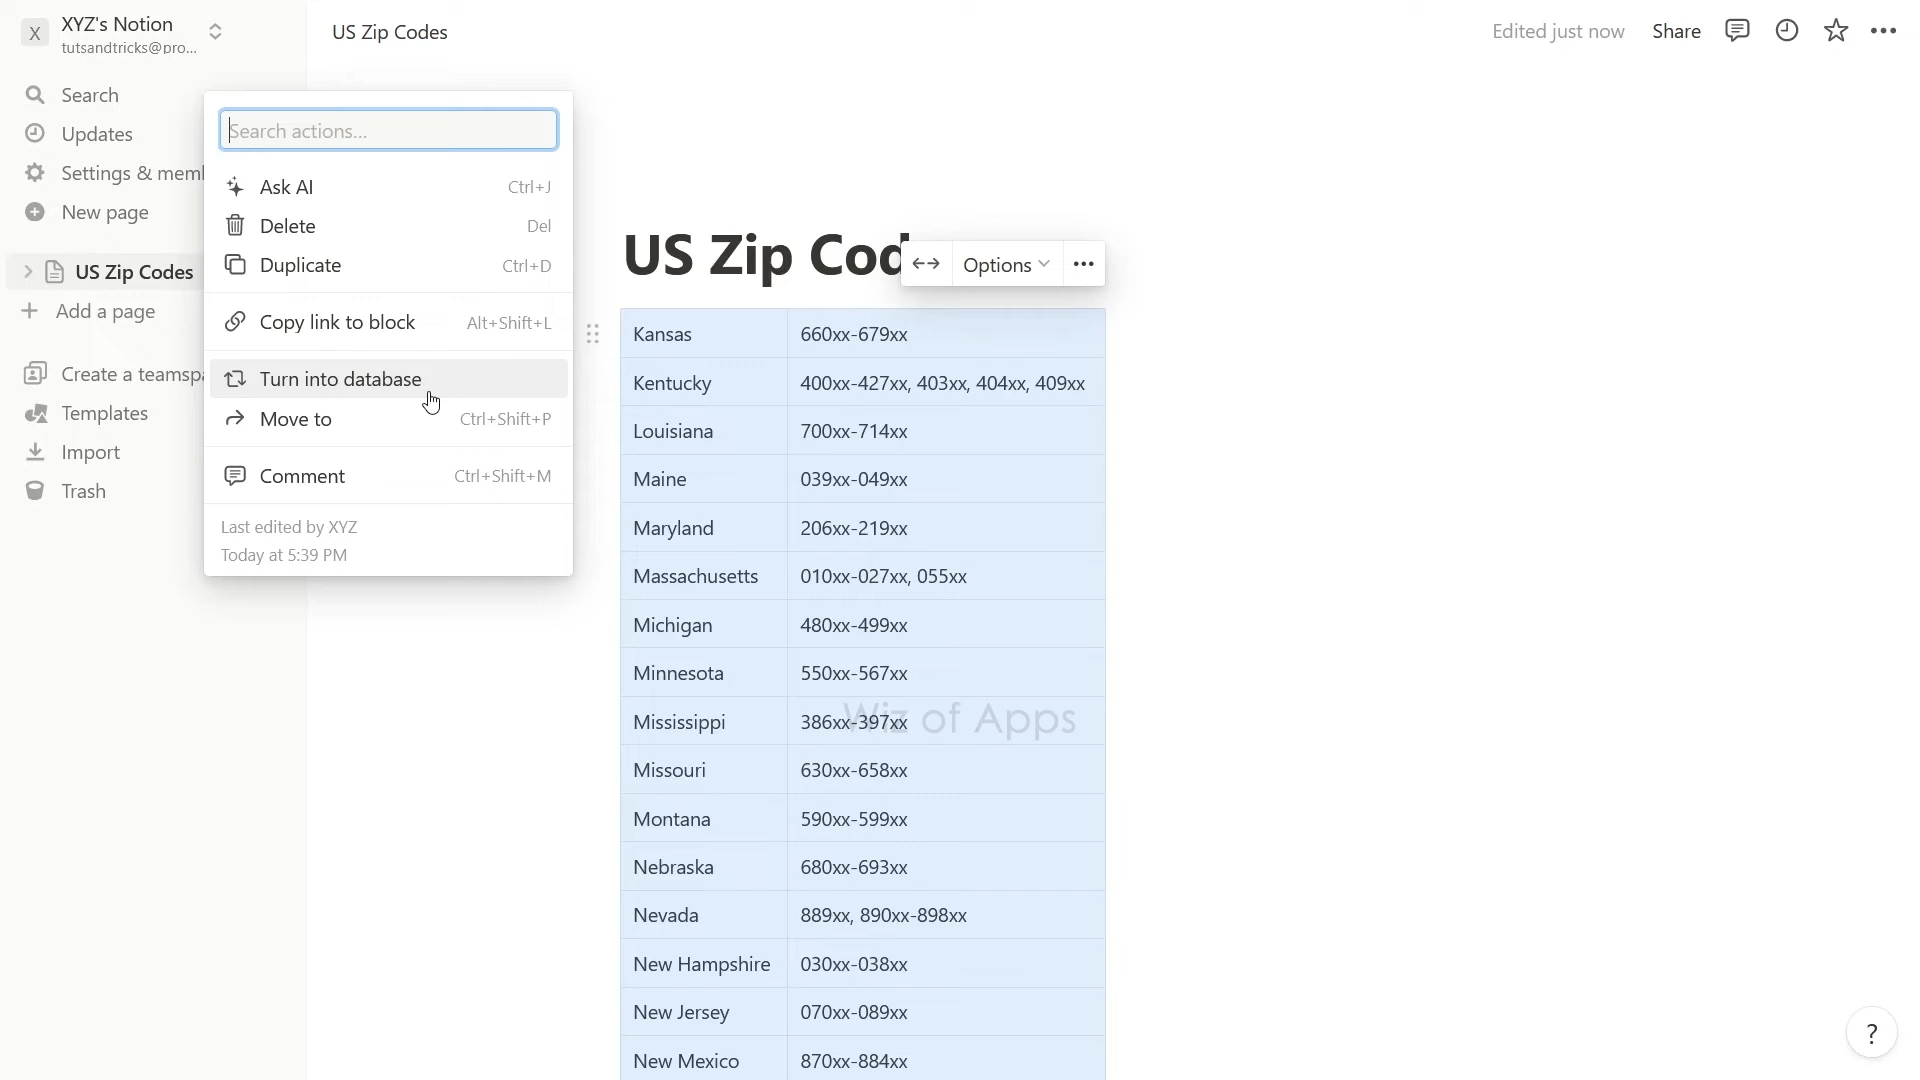 X
XYZ's Notion
tutsandtricks@pro...
US Zip Codes
Edited just now
Share
Search
Updates
Settings & meml
New page
US Zip Codes
Add a page
Create a teamspa
Templates
Import
Trash
Search actions...
Ask AI Ctrl+J
Delete Del
Duplicate Ctrl+D
Copy link to block Alt+Shift+L
Turn into database
Move to Ctrl+Shift+P
Comment Ctrl+Shift+M
Last edited by XYZ
Today at 5:39 PM
US Zip Cod
Options
Kansas 660xx-679xx
Kentucky 400xx-427xx, 403xx, 404xx, 409xx
Louisiana 700xx-714xx
Maine 039xx-049xx
Maryland 206xx-219xx
Massachusetts 010xx-027xx, 055xx
Michigan 480xx-499xx
Minnesota 550xx-567xx
Mississippi 386xx-397xx
Wiz of Apps
Missouri 630xx-658xx
Montana 590xx-599xx
Nebraska 680xx-693xx
Nevada 889xx, 890xx-898xx
New Hampshire 030xx-038xx
New Jersey 070xx-089xx
New Mexico 870xx-884xx
?